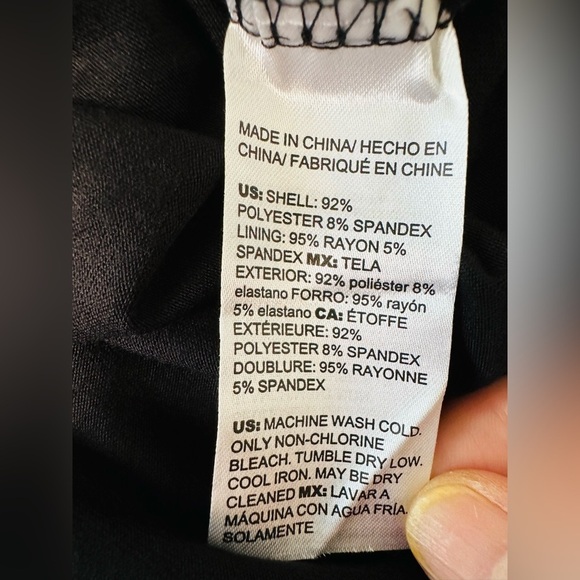 MADE IN CHINA/ HECHO EN
CHINA/ FABRIQUÉ EN CHINE
US: SHELL: 92%
POLYESTER 8% SPANDEX
LINING: 95% RAYON 5%
SPANDEX MX: TELA
EXTERIOR: 92% poliéster 8%
elastano FORRO: 95% rayón
5% elastano CA: ÉTOFFE
EXTÉRIEURE: 92%
POLYESTER 8% SPANDEX
DOUBLURE: 95% RAYONNE
5% SPANDEX
US: MACHINE WASH COLD.
ONLY NON-CHLORINE
BLEACH. TUMBLE DRY LOW.
COOL IRON. MAY BE DRY
CLEANED MX: LAVAR A
MÁQUINA CON AGUA FRÍA.
SOLAMENTE